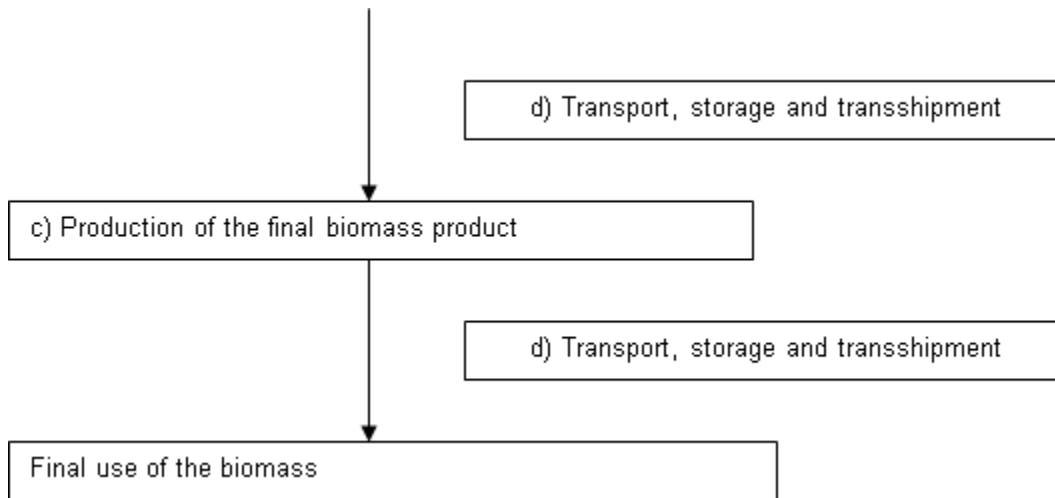 d) Transport, storage and transshipment
c) Production of the final biomass product
d) Transport, storage and transshipment
Final use of the biomass